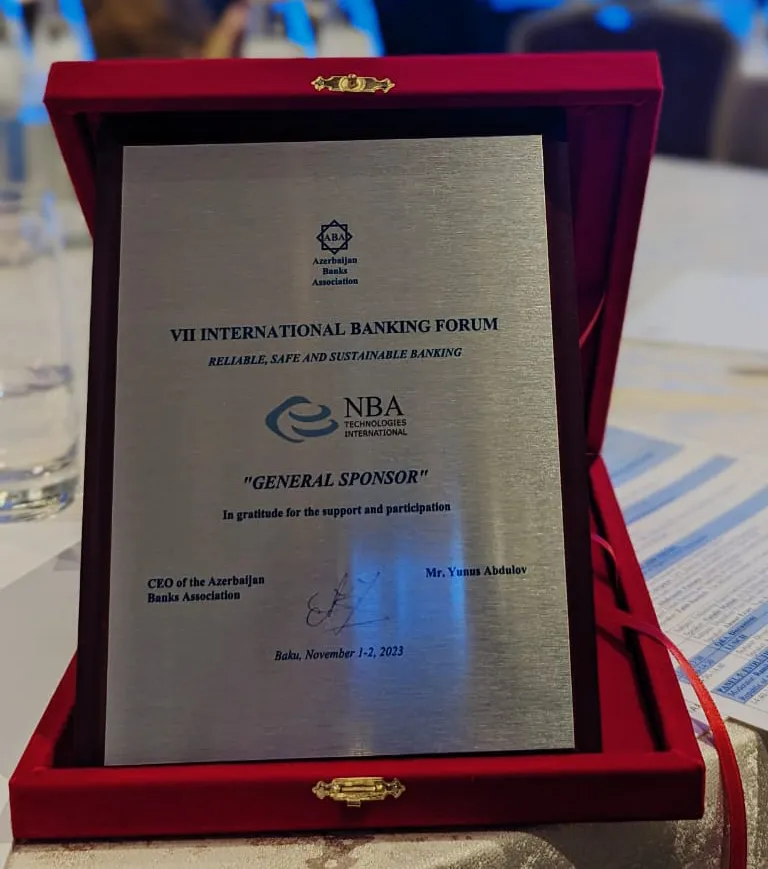 ABA
Azerbaijan
Banks
Association
VII INTERNATIONAL BANKING FORUM
RELIABLE, SAFE AND SUSTAINABLE BANKING
NBA
TECHNOLOGIES
INTERNATIONAL
"GENERAL SPONSOR"
In gratitude for the support and participation
CEO of the Azerbaijan
Banks Association
Mr. Yunus Abdulov
Baku, November 1-2, 2023
LUNCH